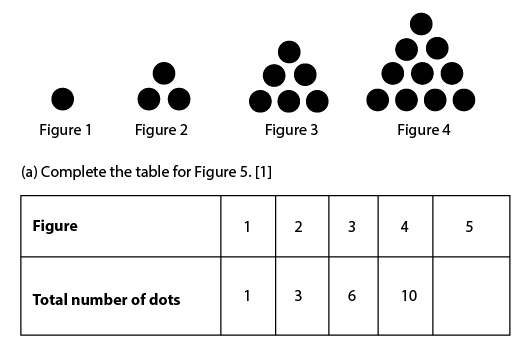 Figure 1 Figure 2 Figure 3 Figure 4
(a) Complete the table for Figure 5. [1]
Figure 1 2 3 4 5
Total number of dots 1 3 6 10